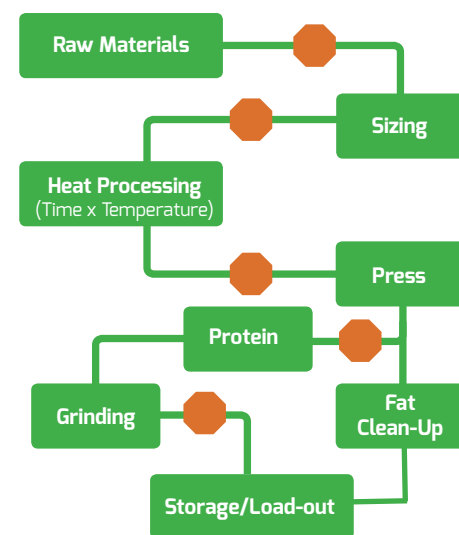 Raw Materials
Sizing
Heat Processing
(Time x Temperature)
Press
Protein
Grinding
Fat
Clean-Up
Storage/Load-out